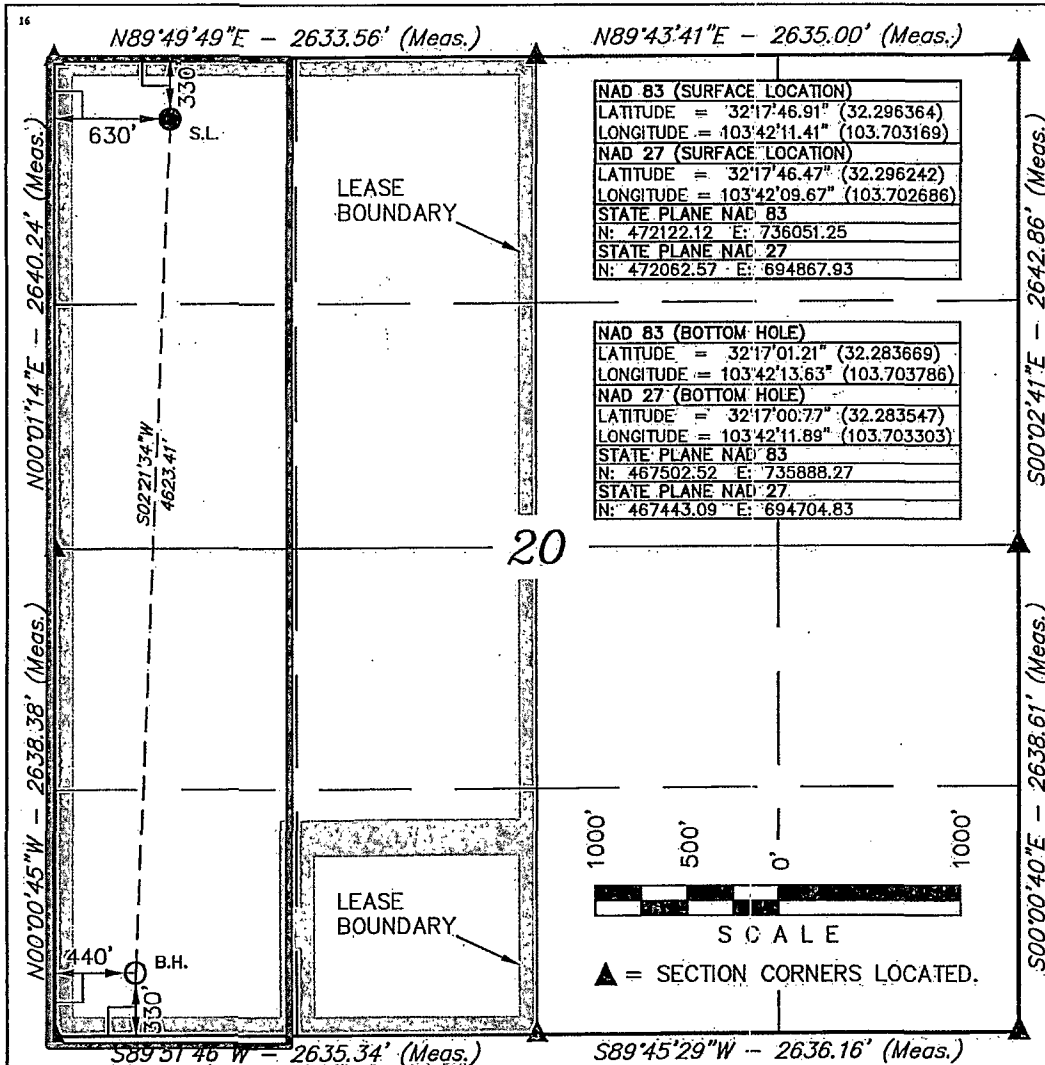 16
N89°49'49"E - 2633.56' (Meas.)
N89°43'41"E - 2635.00' (Meas.)
330'
630'
S.L.
N00°01'14"E - 2640.24' (Meas.)
S02°21'34"W
4623.41'
LEASE
BOUNDARY
NAD 83 (SURFACE LOCATION)
LATITUDE = 32°17'46.91" (32.296364)
LONGITUDE = 103°42'11.41" (103.703169)
NAD 27 (SURFACE LOCATION)
LATITUDE = 32°17'46.47" (32.296242)
LONGITUDE = 103°42'09.67" (103.702686)
STATE PLANE NAD 83
N: 472122.12 E: 736051.25
STATE PLANE NAD 27
N: 472062.57 E: 694867.93
S00°02'41"E - 2642.86' (Meas.)
NAD 83 (BOTTOM HOLE)
LATITUDE = 32°17'01.21" (32.283669)
LONGITUDE = 103°42'13.63" (103.703786)
NAD 27 (BOTTOM HOLE)
LATITUDE = 32°17'00.77" (32.283547)
LONGITUDE = 103°42'11.89" (103.703303)
STATE PLANE NAD 83
N: 467502.52 E: 735888.27
STATE PLANE NAD 27
N: 467443.09 E: 694704.83
20
N00°00'45"W - 2638.38' (Meas.)
S00°00'40"E - 2638.61' (Meas.)
1000'
500'
0'
1000'
SCALE
LEASE
BOUNDARY
▲ = SECTION CORNERS LOCATED.
440'
B.H.
330'
S89°51'46"W - 2635.34' (Meas.)
S89°45'29"W - 2636.16' (Meas.)